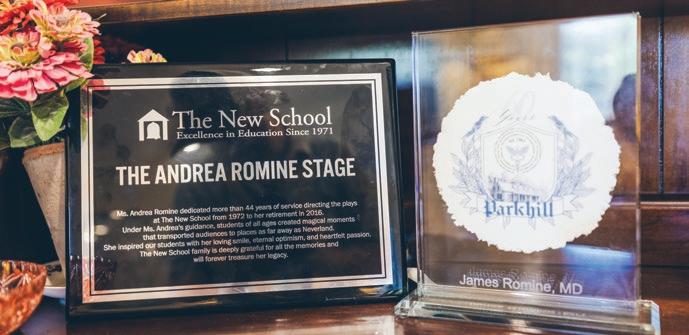 The New School
Excellence in Education Since 1971
THE ANDREA ROMINE STAGE
Ms. Andrea Romine dedicated more than 44 years of service directing the plays
at The New School from 1972 to her retirement in 2016.
Under Ms. Andrea's guidance, students of all ages created magical moments
that transported audiences to places as far away as Neverland.
She inspired our students with her loving smile, eternal optimism, and heartfelt passion.
The New School family is deeply grateful for all the memories and
will forever treasure her legacy.
Years
Parkhill
James Romine, MD